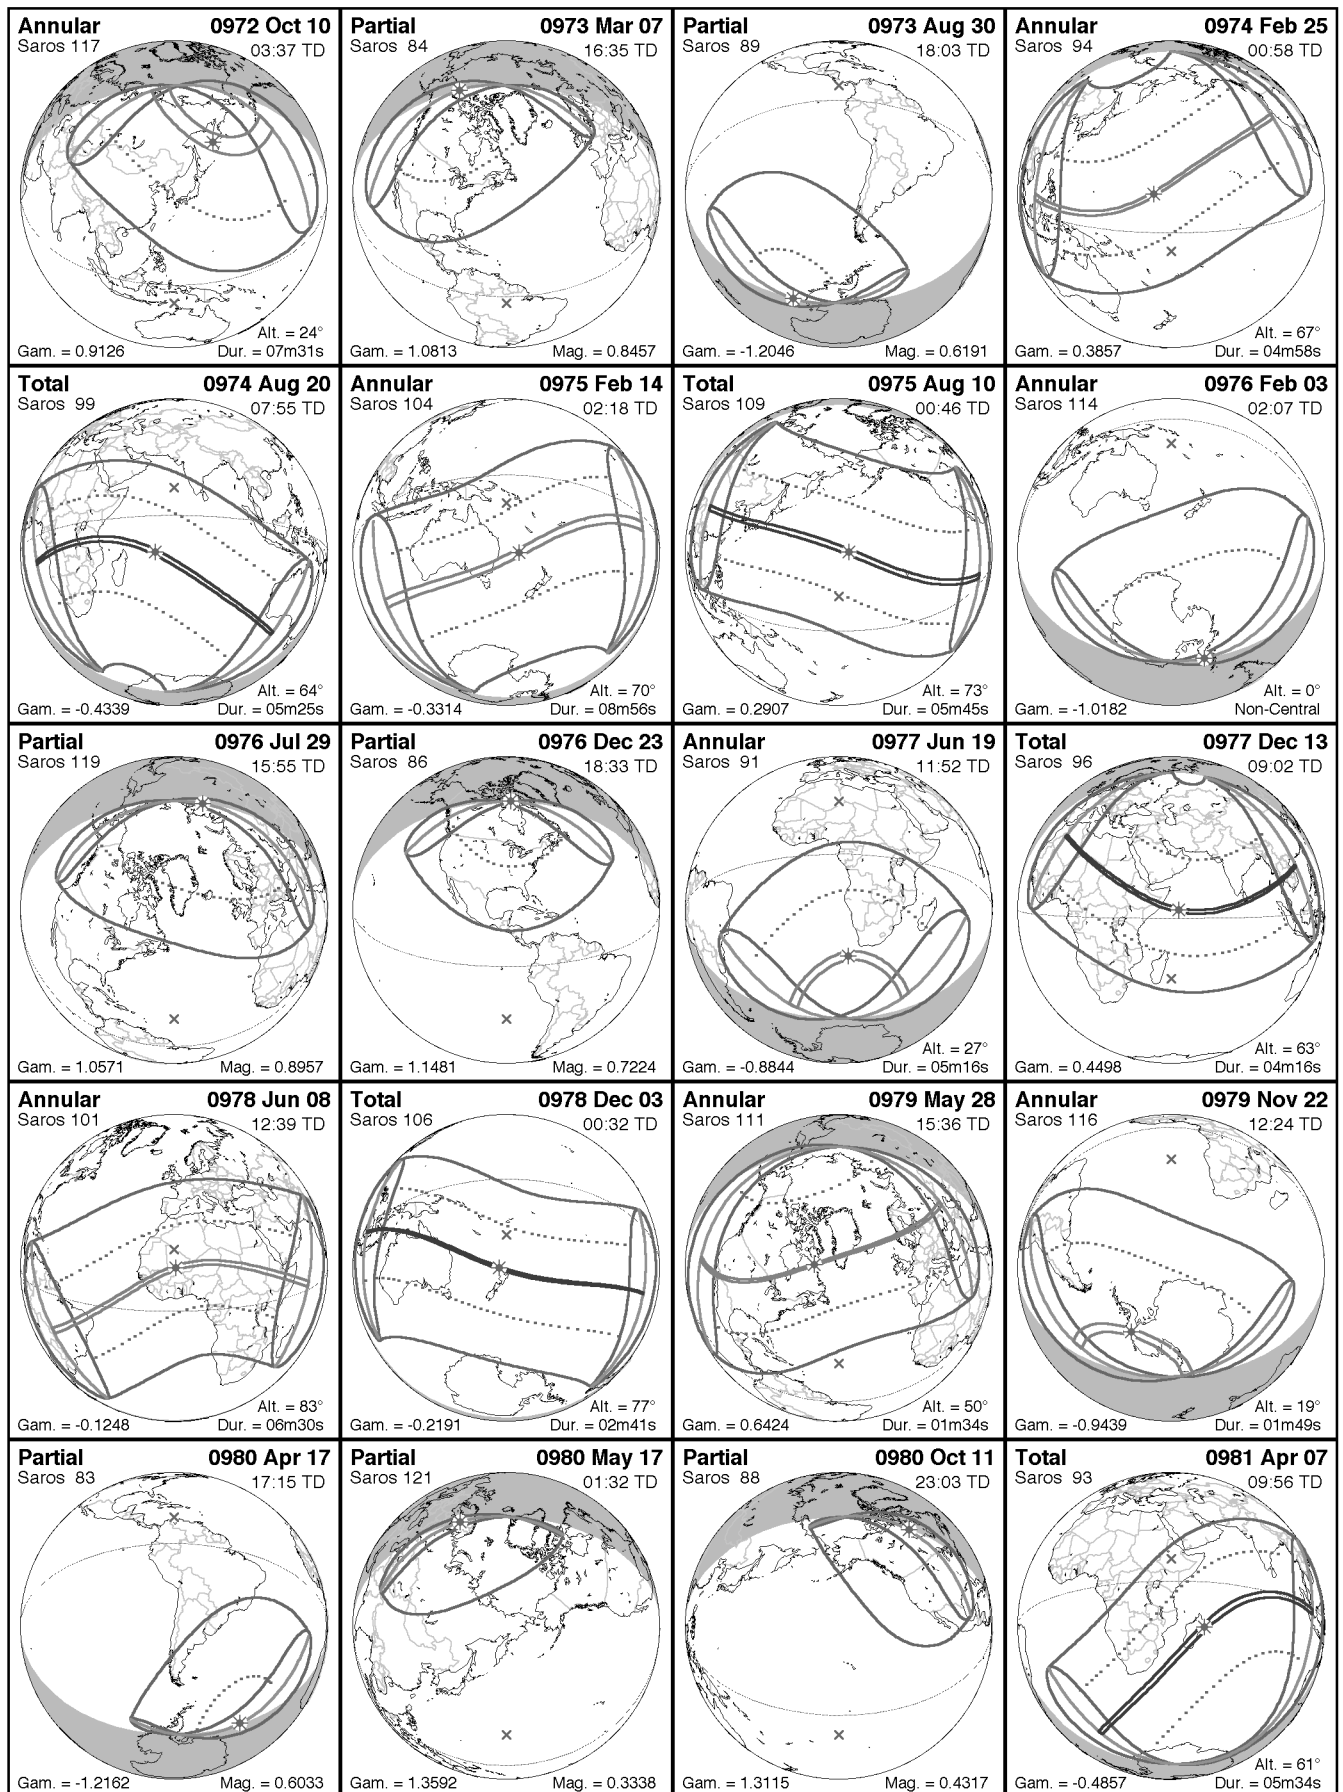 Annular 0972 Oct 10
Saros 117 03:37 TD
Alt. = 24°
Gam. = 0.9126 Dur. = 07m31s
Partial 0973 Mar 07
Saros 84 16:35 TD
Gam. = 1.0813 Mag. = 0.8457
Partial 0973 Aug 30
Saros 89 18:03 TD
Gam. = -1.2046 Mag. = 0.6191
Annular 0974 Feb 25
Saros 94 00:58 TD
Alt. = 67°
Gam. = 0.3857 Dur. = 04m58s
Total 0974 Aug 20
Saros 99 07:55 TD
Alt. = 64°
Gam. = -0.4339 Dur. = 05m25s
Annular 0975 Feb 14
Saros 104 02:18 TD
Alt. = 70°
Gam. = -0.3314 Dur. = 08m56s
Total 0975 Aug 10
Saros 109 00:46 TD
Alt. = 73°
Gam. = 0.2907 Dur. = 05m45s
Annular 0976 Feb 03
Saros 114 02:07 TD
Alt. = 0°
Gam. = -1.0182 Non-Central
Partial 0976 Jul 29
Saros 119 15:55 TD
Gam. = 1.0571 Mag. = 0.8957
Partial 0976 Dec 23
Saros 86 18:33 TD
Gam. = 1.1481 Mag. = 0.7224
Annular 0977 Jun 19
Saros 91 11:52 TD
Alt. = 27°
Gam. = -0.8844 Dur. = 05m16s
Total 0977 Dec 13
Saros 96 09:02 TD
Alt. = 63°
Gam. = 0.4498 Dur. = 04m16s
Annular 0978 Jun 08
Saros 101 12:39 TD
Alt. = 83°
Gam. = -0.1248 Dur. = 06m30s
Total 0978 Dec 03
Saros 106 00:32 TD
Alt. = 77°
Gam. = -0.2191 Dur. = 02m41s
Annular 0979 May 28
Saros 111 15:36 TD
Alt. = 50°
Gam. = 0.6424 Dur. = 01m34s
Annular 0979 Nov 22
Saros 116 12:24 TD
Alt. = 19°
Gam. = -0.9439 Dur. = 01m49s
Partial 0980 Apr 17
Saros 83 17:15 TD
Gam. = -1.2162 Mag. = 0.6033
Partial 0980 May 17
Saros 121 01:32 TD
Gam. = 1.3592 Mag. = 0.3338
Partial 0980 Oct 11
Saros 88 23:03 TD
Gam. = 1.3115 Mag. = 0.4317
Total 0981 Apr 07
Saros 93 09:56 TD
Alt. = 61°
Gam. = -0.4857 Dur. = 05m34s